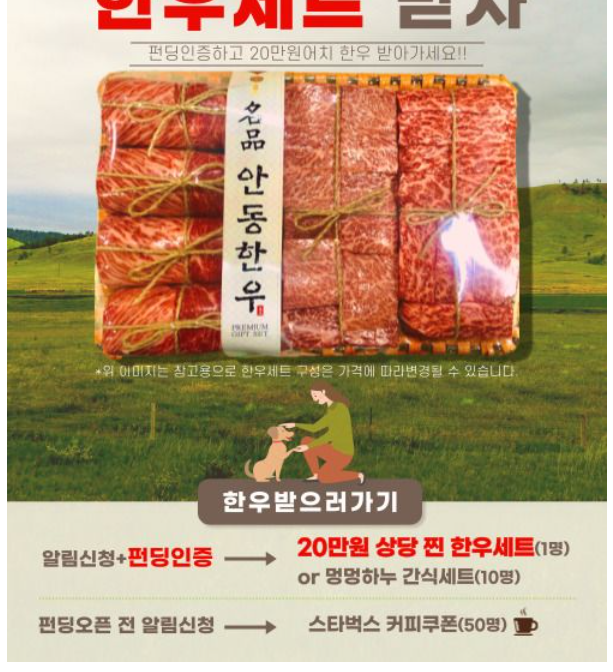 한우세트 받자
펀딩인증하고 20만원어치 한우 받아가세요!!
名品 안동한우
PREMIUM
GIFT SET
*위 이미지는 참고용으로 한우세트 구성은 가격에 따라변경될 수 있습니다.
한우받으러가기
알림신청+펀딩인증 → 20만원 상당 찐 한우세트(1명)
or 멍멍하누 간식세트(10명)
펀딩오픈 전 알림신청 → 스타벅스 커피쿠폰(50명)